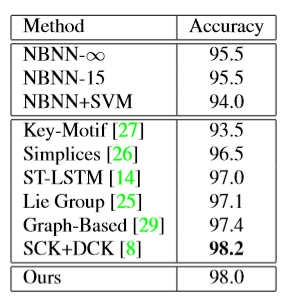 Method Accuracy
NBNN-∞ 95.5
NBNN-15 95.5
NBNN+SVM 94.0
Key-Motif [27] 93.5
Simplices [26] 96.5
ST-LSTM [14] 97.0
Lie Group [25] 97.1
Graph-Based [29] 97.4
SCK+DCK [8] 98.2
Ours 98.0